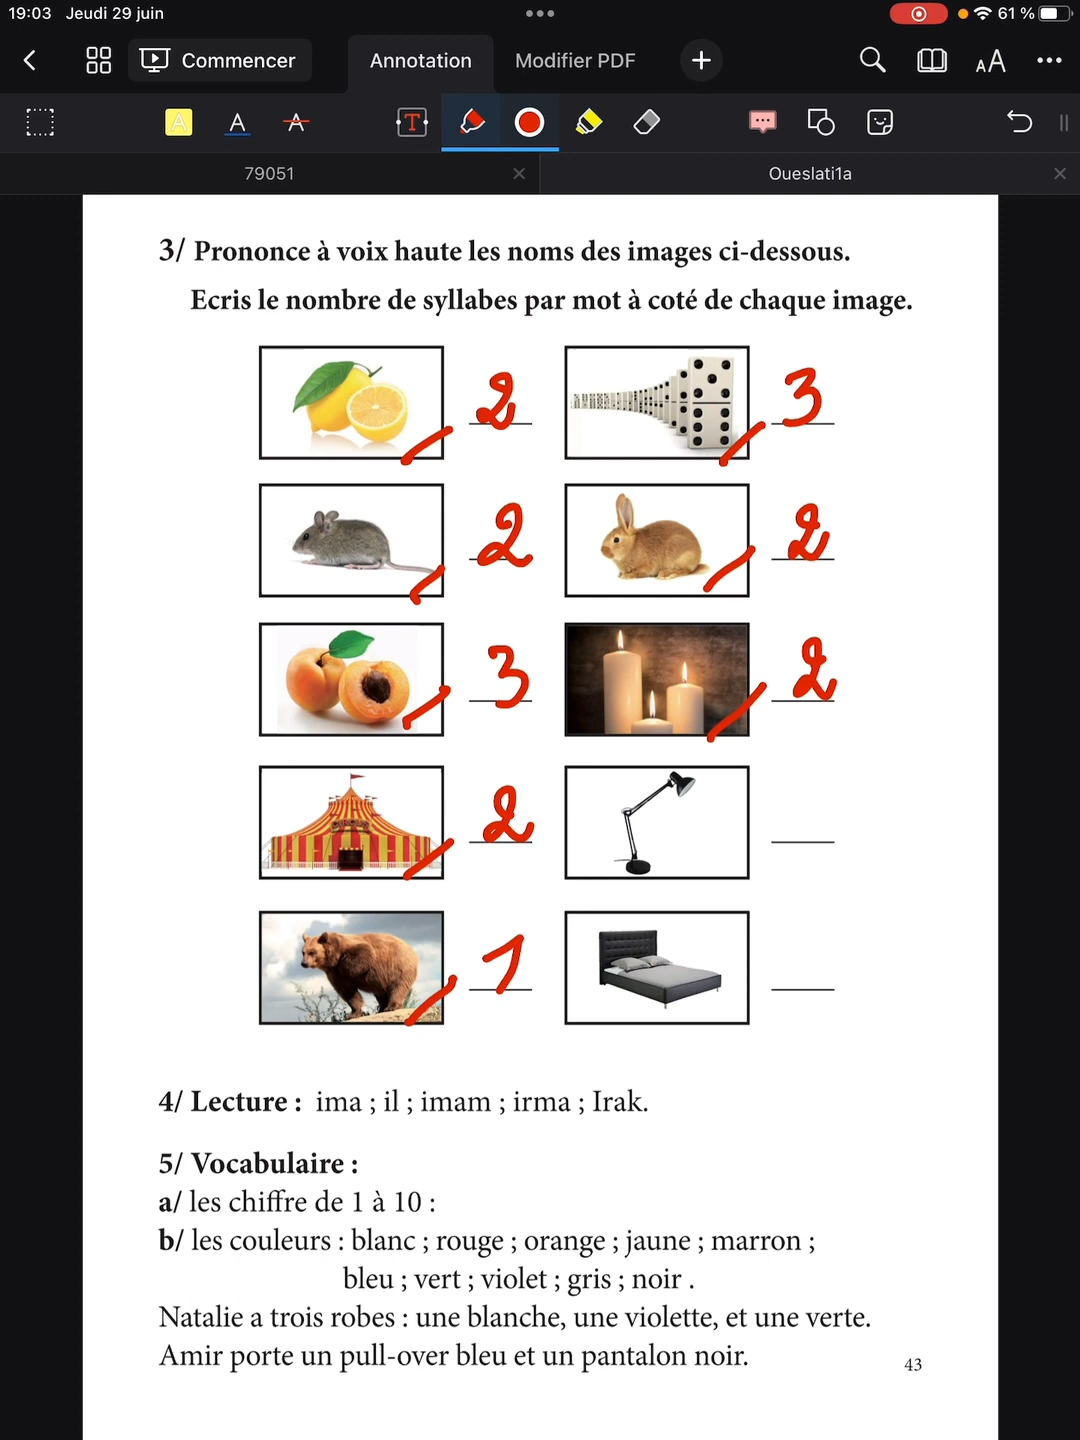 19:03 Jeudi 29 juin
61 %
Commencer
Annotation
Modifier PDF
AA
A A A T
79051
Oueslati1a
3/ Prononce à voix haute les noms des images ci-dessous.
Ecris le nombre de syllabes par mot à coté de chaque image.
2 3
2 2
3 2
2
1
4/ Lecture : ima ; il ; imam ; irma ; Irak.
5/ Vocabulaire :
a/ les chiffre de 1 à 10 :
b/ les couleurs : blanc ; rouge ; orange ; jaune ; marron ;
bleu ; vert ; violet ; gris ; noir .
Natalie a trois robes : une blanche, une violette, et une verte.
Amir porte un pull-over bleu et un pantalon noir.
43